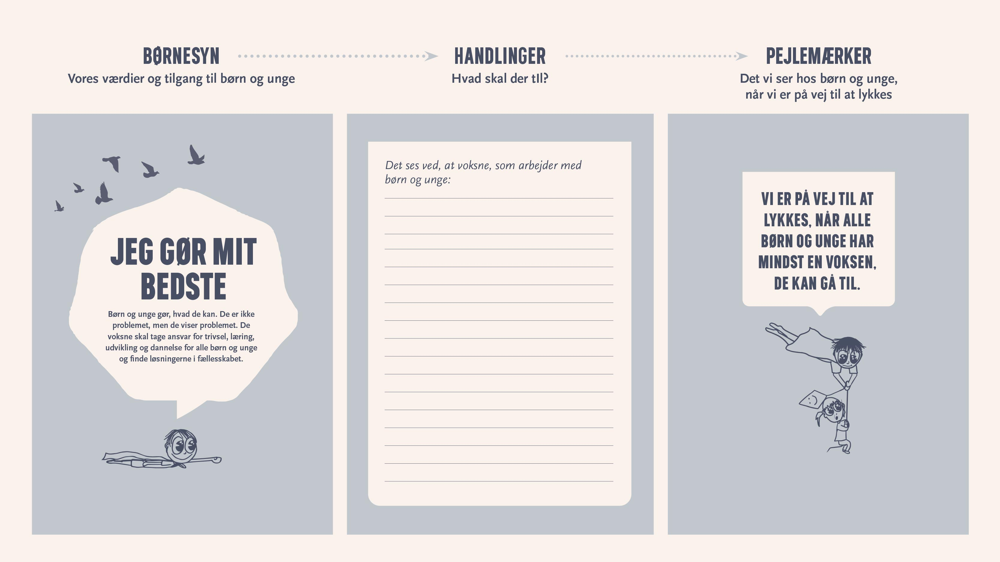 BØRNESYN
Vores værdier og tilgang til børn og unge
HANDLINGER
Hvad skal der tIl?
PEJLEMÆRKER
Det vi ser hos børn og unge,
når vi er på vej til at lykkes
JEG GØR MIT
BEDSTE
Børn og unge gør, hvad de kan. De er ikke
problemet, men de viser problemet. De
voksne skal tage ansvar for trivsel, læring,
udvikling og dannelse for alle børn og unge
og finde løsningerne i fællesskabet.
Det ses ved, at voksne, som arbejder med
børn og unge:
VI ER PÅ VEJ TIL AT
LYKKES, NÅR ALLE
BØRN OG UNGE HAR
MINDST EN VOKSEN,
DE KAN GÅ TIL.